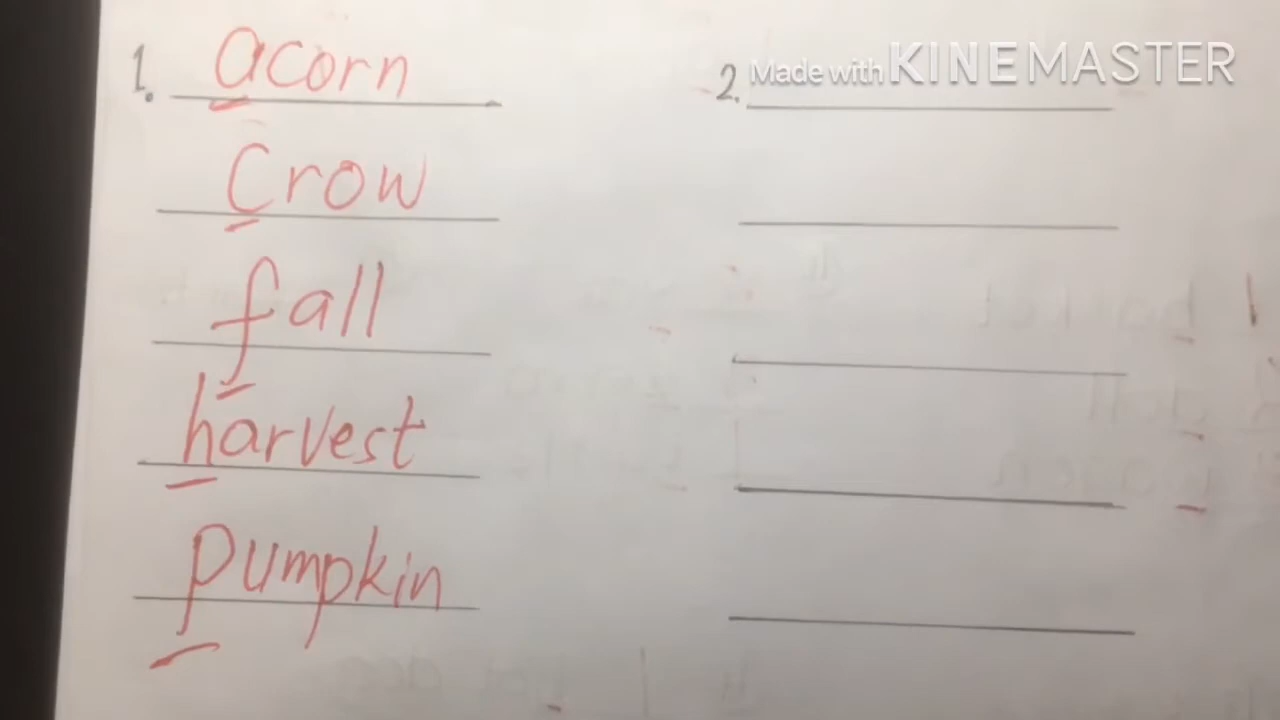 1. acorn
2.
Made with KINEMASTER
Crow
fall
harvest
pumpkin